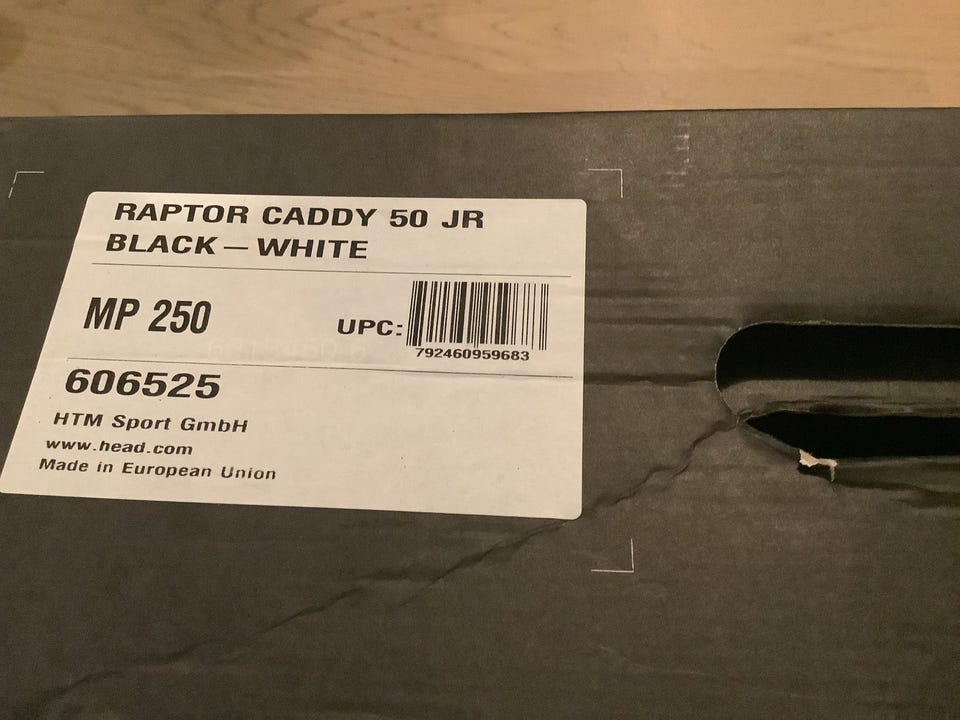 RAPTOR CADDY 50 JR
BLACK – WHITE
MP 250
UPC:
792460959683
606525
HTM Sport GmbH
www.head.com
Made in European Union